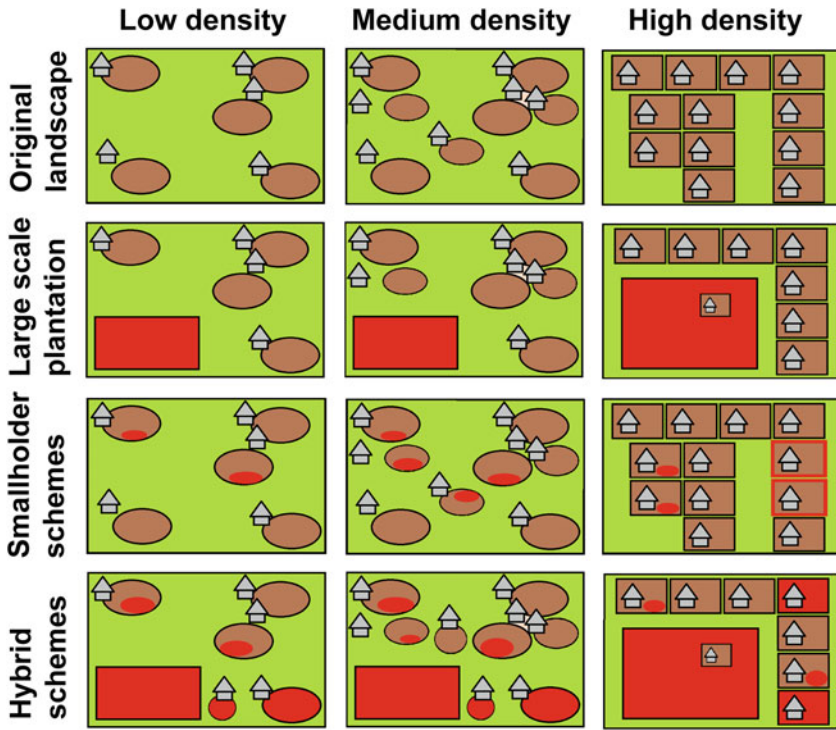 Low density
Medium density
High density
Original
landscape
Large scale
plantation
Smallholder
schemes
Hybrid
schemes